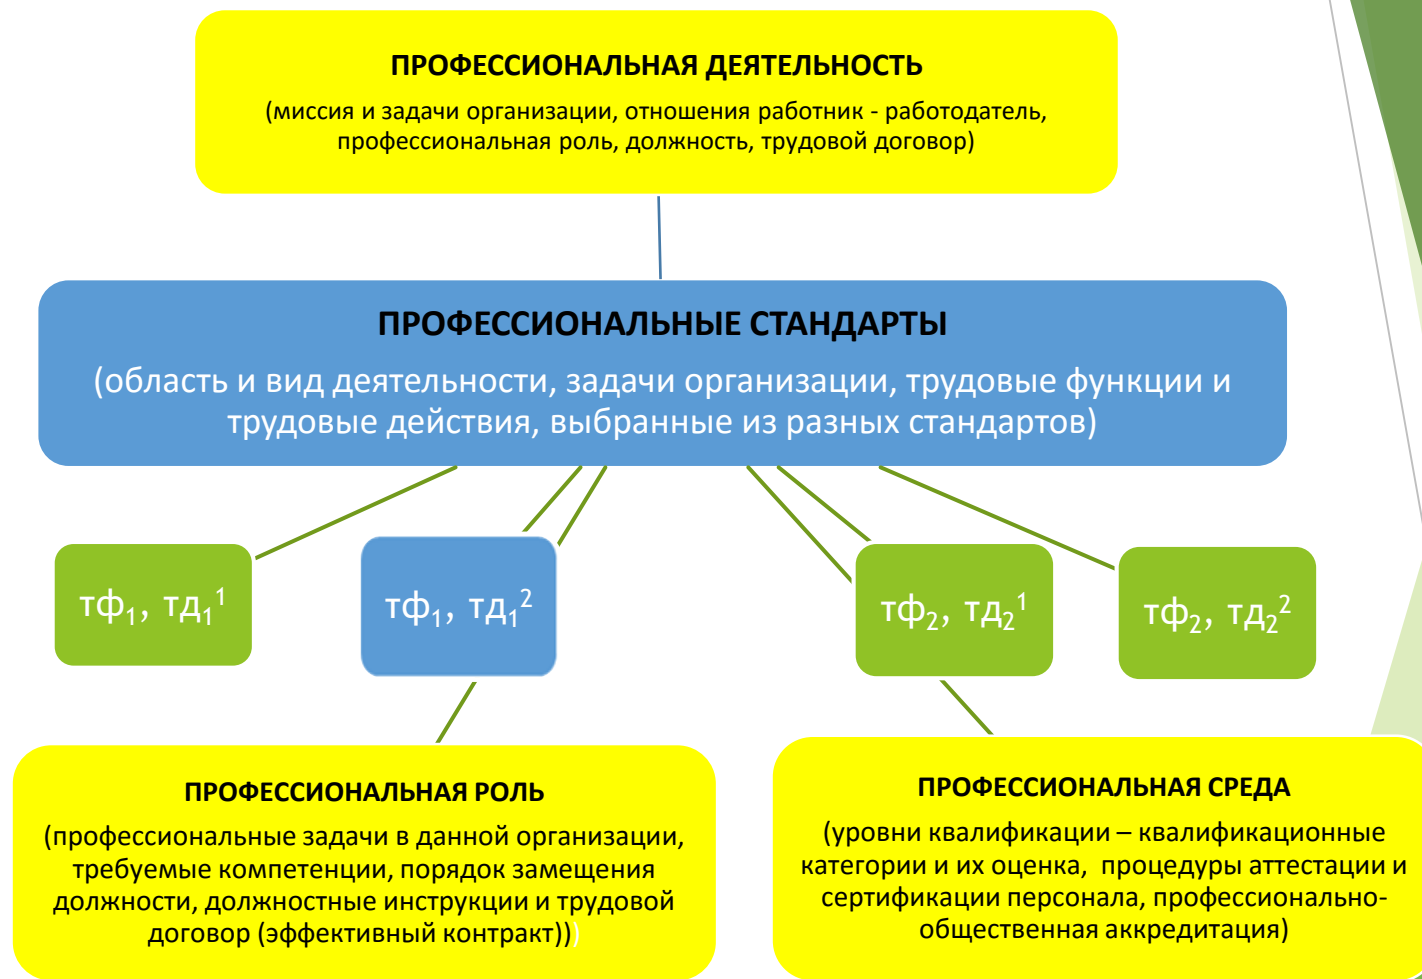 ПРОФЕССИОНАЛЬНАЯ ДЕЯТЕЛЬНОСТЬ
(миссия и задачи организации, отношения работник - работодатель,
профессиональная роль, должность, трудовой договор)
ПРОФЕССИОНАЛЬНЫЕ СТАНДАРТЫ
(область и вид деятельности, задачи организации, трудовые функции и
трудовые действия, выбранные из разных стандартов)
тф₁, тд₁¹
тф₁, тд₁²
тф₂, тд₂¹
тф₂, тд₂²
ПРОФЕССИОНАЛЬНАЯ РОЛЬ
(профессиональные задачи в данной организации,
требуемые компетенции, порядок замещения
должности, должностные инструкции и трудовой
договор (эффективный контракт)))
ПРОФЕССИОНАЛЬНАЯ СРЕДА
(уровни квалификации – квалификационные
категории и их оценка, процедуры аттестации и
сертификации персонала, профессионально-
общественная аккредитация)